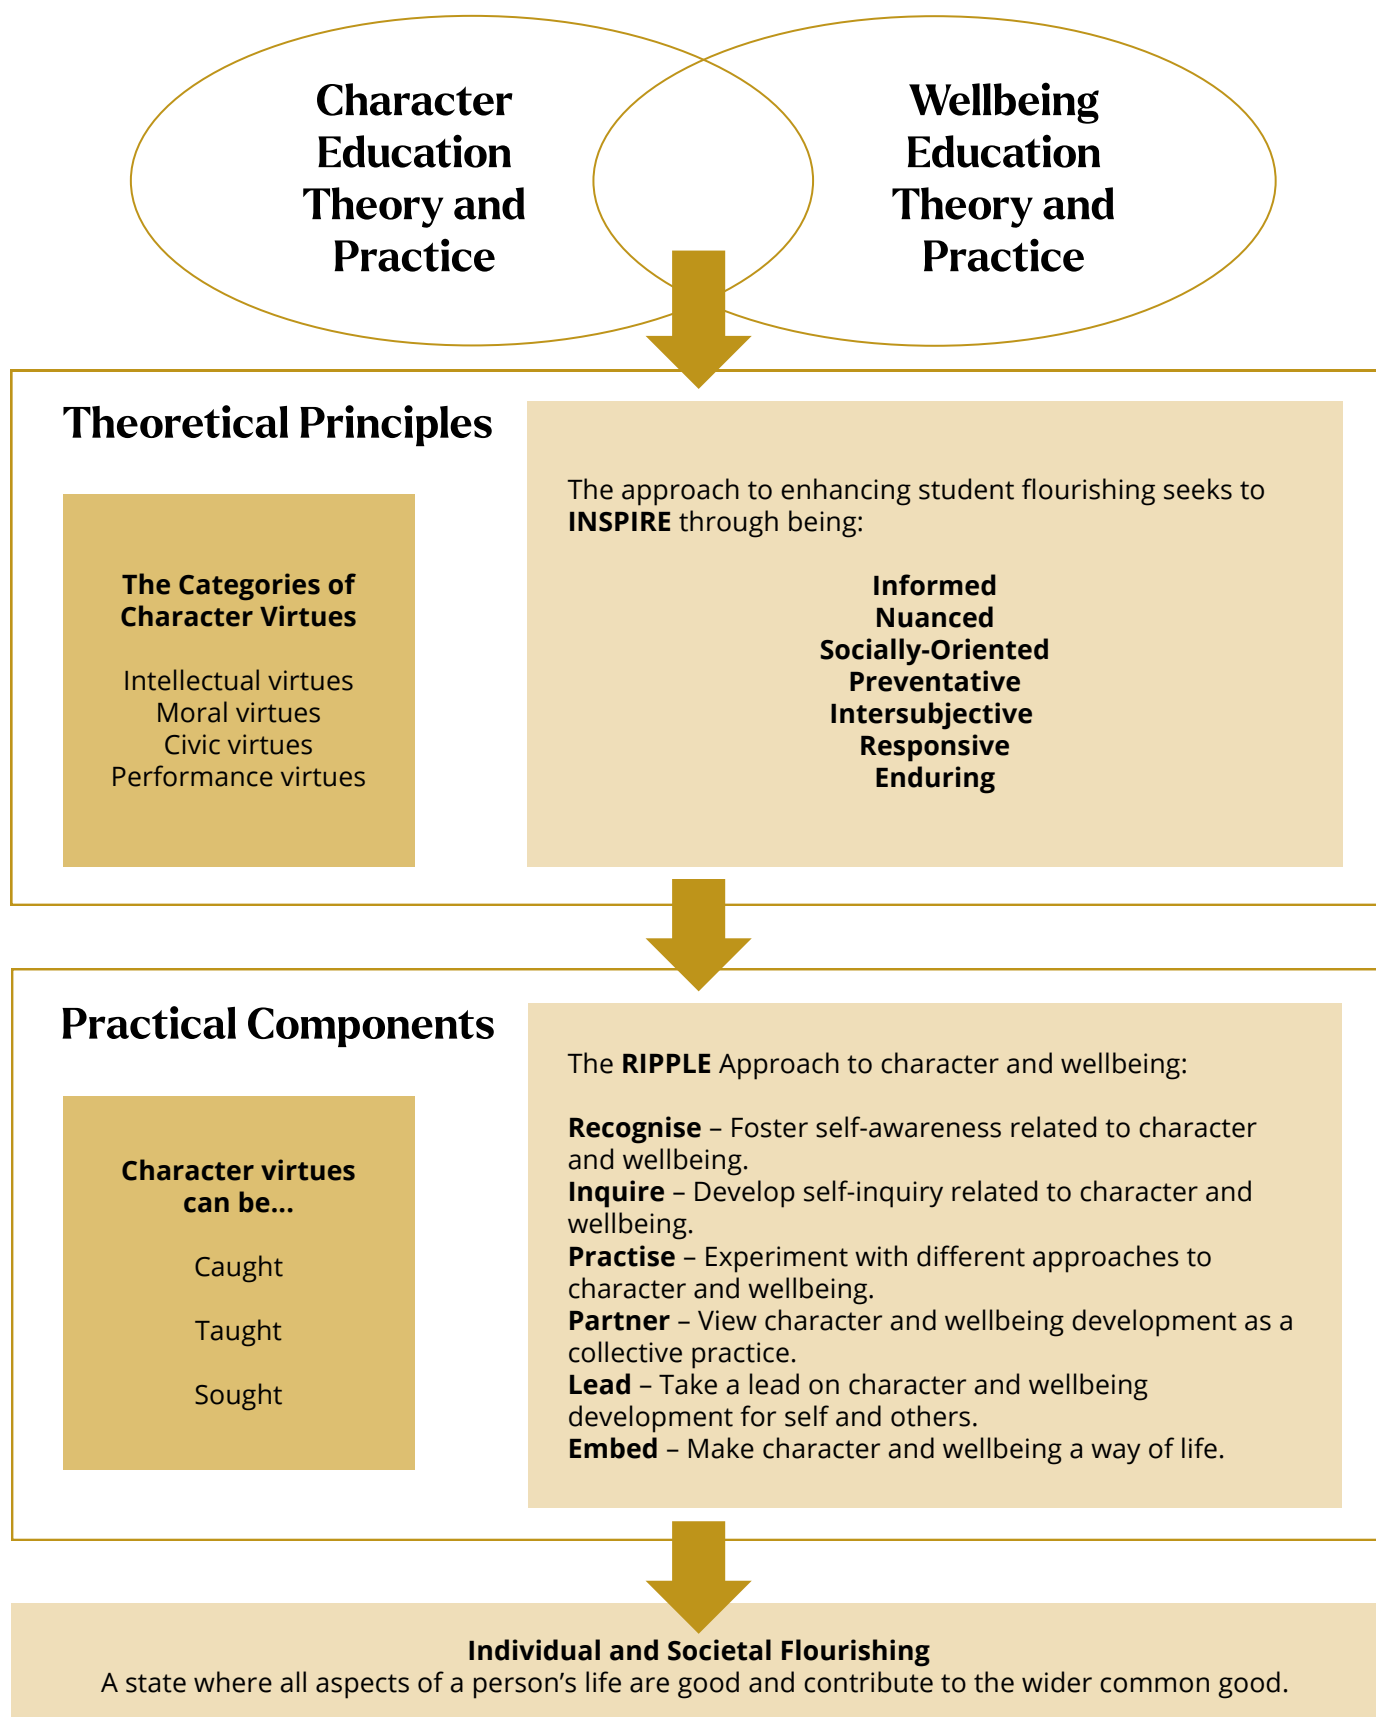 Character
Education
Theory and
Practice
Wellbeing
Education
Theory and
Practice
Theoretical Principles
The Categories of
Character Virtues
Intellectual virtues
Moral virtues
Civic virtues
Performance virtues
The approach to enhancing student flourishing seeks to
INSPIRE through being:
Informed
Nuanced
Socially-Oriented
Preventative
Intersubjective
Responsive
Enduring
Practical Components
Character virtues
can be...
Caught
Taught
Sought
The RIPPLE Approach to character and wellbeing:
Recognise – Foster self-awareness related to character
and wellbeing.
Inquire – Develop self-inquiry related to character and
wellbeing.
Practise – Experiment with different approaches to
character and wellbeing.
Partner – View character and wellbeing development as a
collective practice.
Lead – Take a lead on character and wellbeing
development for self and others.
Embed – Make character and wellbeing a way of life.
Individual and Societal Flourishing
A state where all aspects of a person’s life are good and contribute to the wider common good.